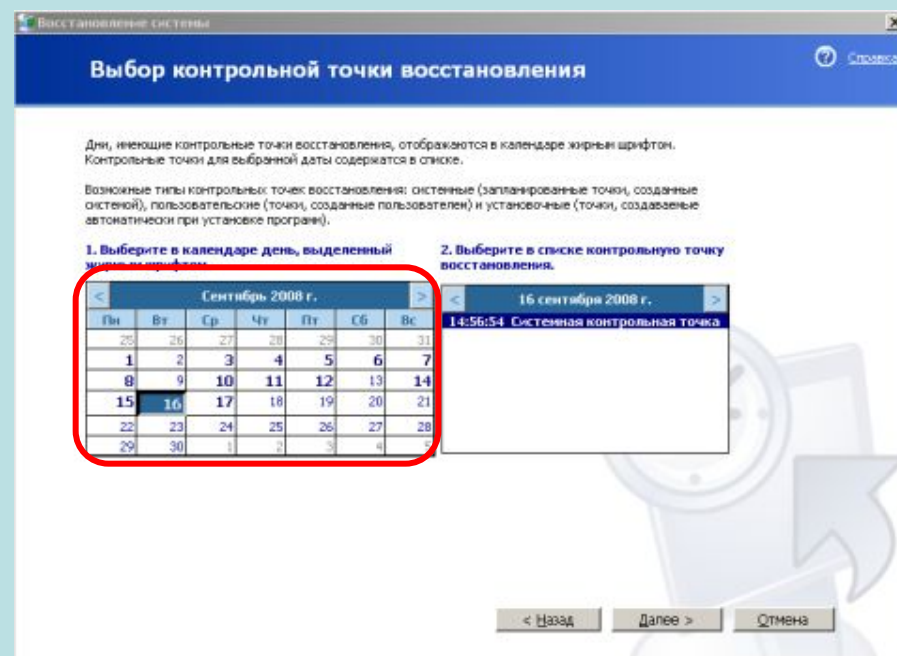 Восстановление системы
Выбор контрольной точки восстановления
Справка
Дни, имеющие контрольные точки восстановления, отображаются в календаре жирным шрифтом.
Контрольные точки для выбранной даты содержатся в списке.
Возможные типы контрольных точек восстановления: системные (запланированные точки, созданные
системой), пользовательские (точки, созданные пользователем) и установочные (точки, создаваемые
автоматически при установке программ).
1. Выберите в календаре день, выделенный
жирным шрифтом.
2. Выберите в списке контрольную точку
восстановления.
< Сентябрь 2008 г. >
Пн Вт Ср Чт Пт Сб Вс
25 26 27 28 29 30 31
1 2 3 4 5 6 7
8 9 10 11 12 13 14
15 16 17 18 19 20 21
22 23 24 25 26 27 28
29 30 1 2 3 4 5
< 16 сентября 2008 г. >
14:56:54 Системная контрольная точка
< Назад
Далее >
Отмена